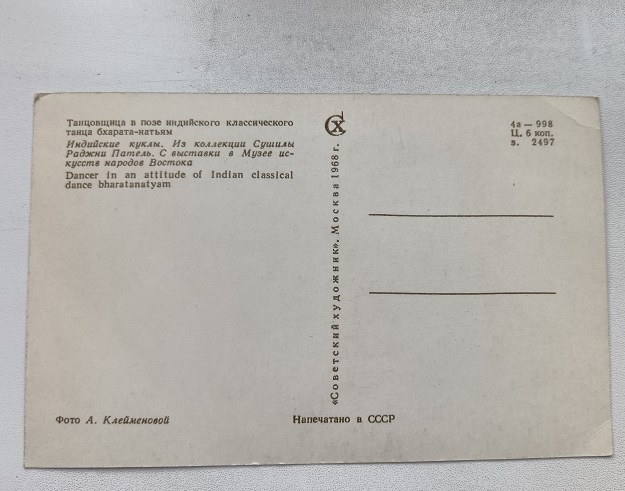 Танцовщица в позе индийского классического
танца бхарата-натьям
Индийские куклы. Из коллекции Сушилы
Раджни Патель. С выставки в Музее ис-
кусств народов Востока
Dancer in an attitude of Indian classical
dance bharatanatyam
Фото А. Клейменовой
СХ
«Советский художник». Москва 1968 г.
Напечатано в СССР
4а — 998
Ц. 6 коп.
з. 2497